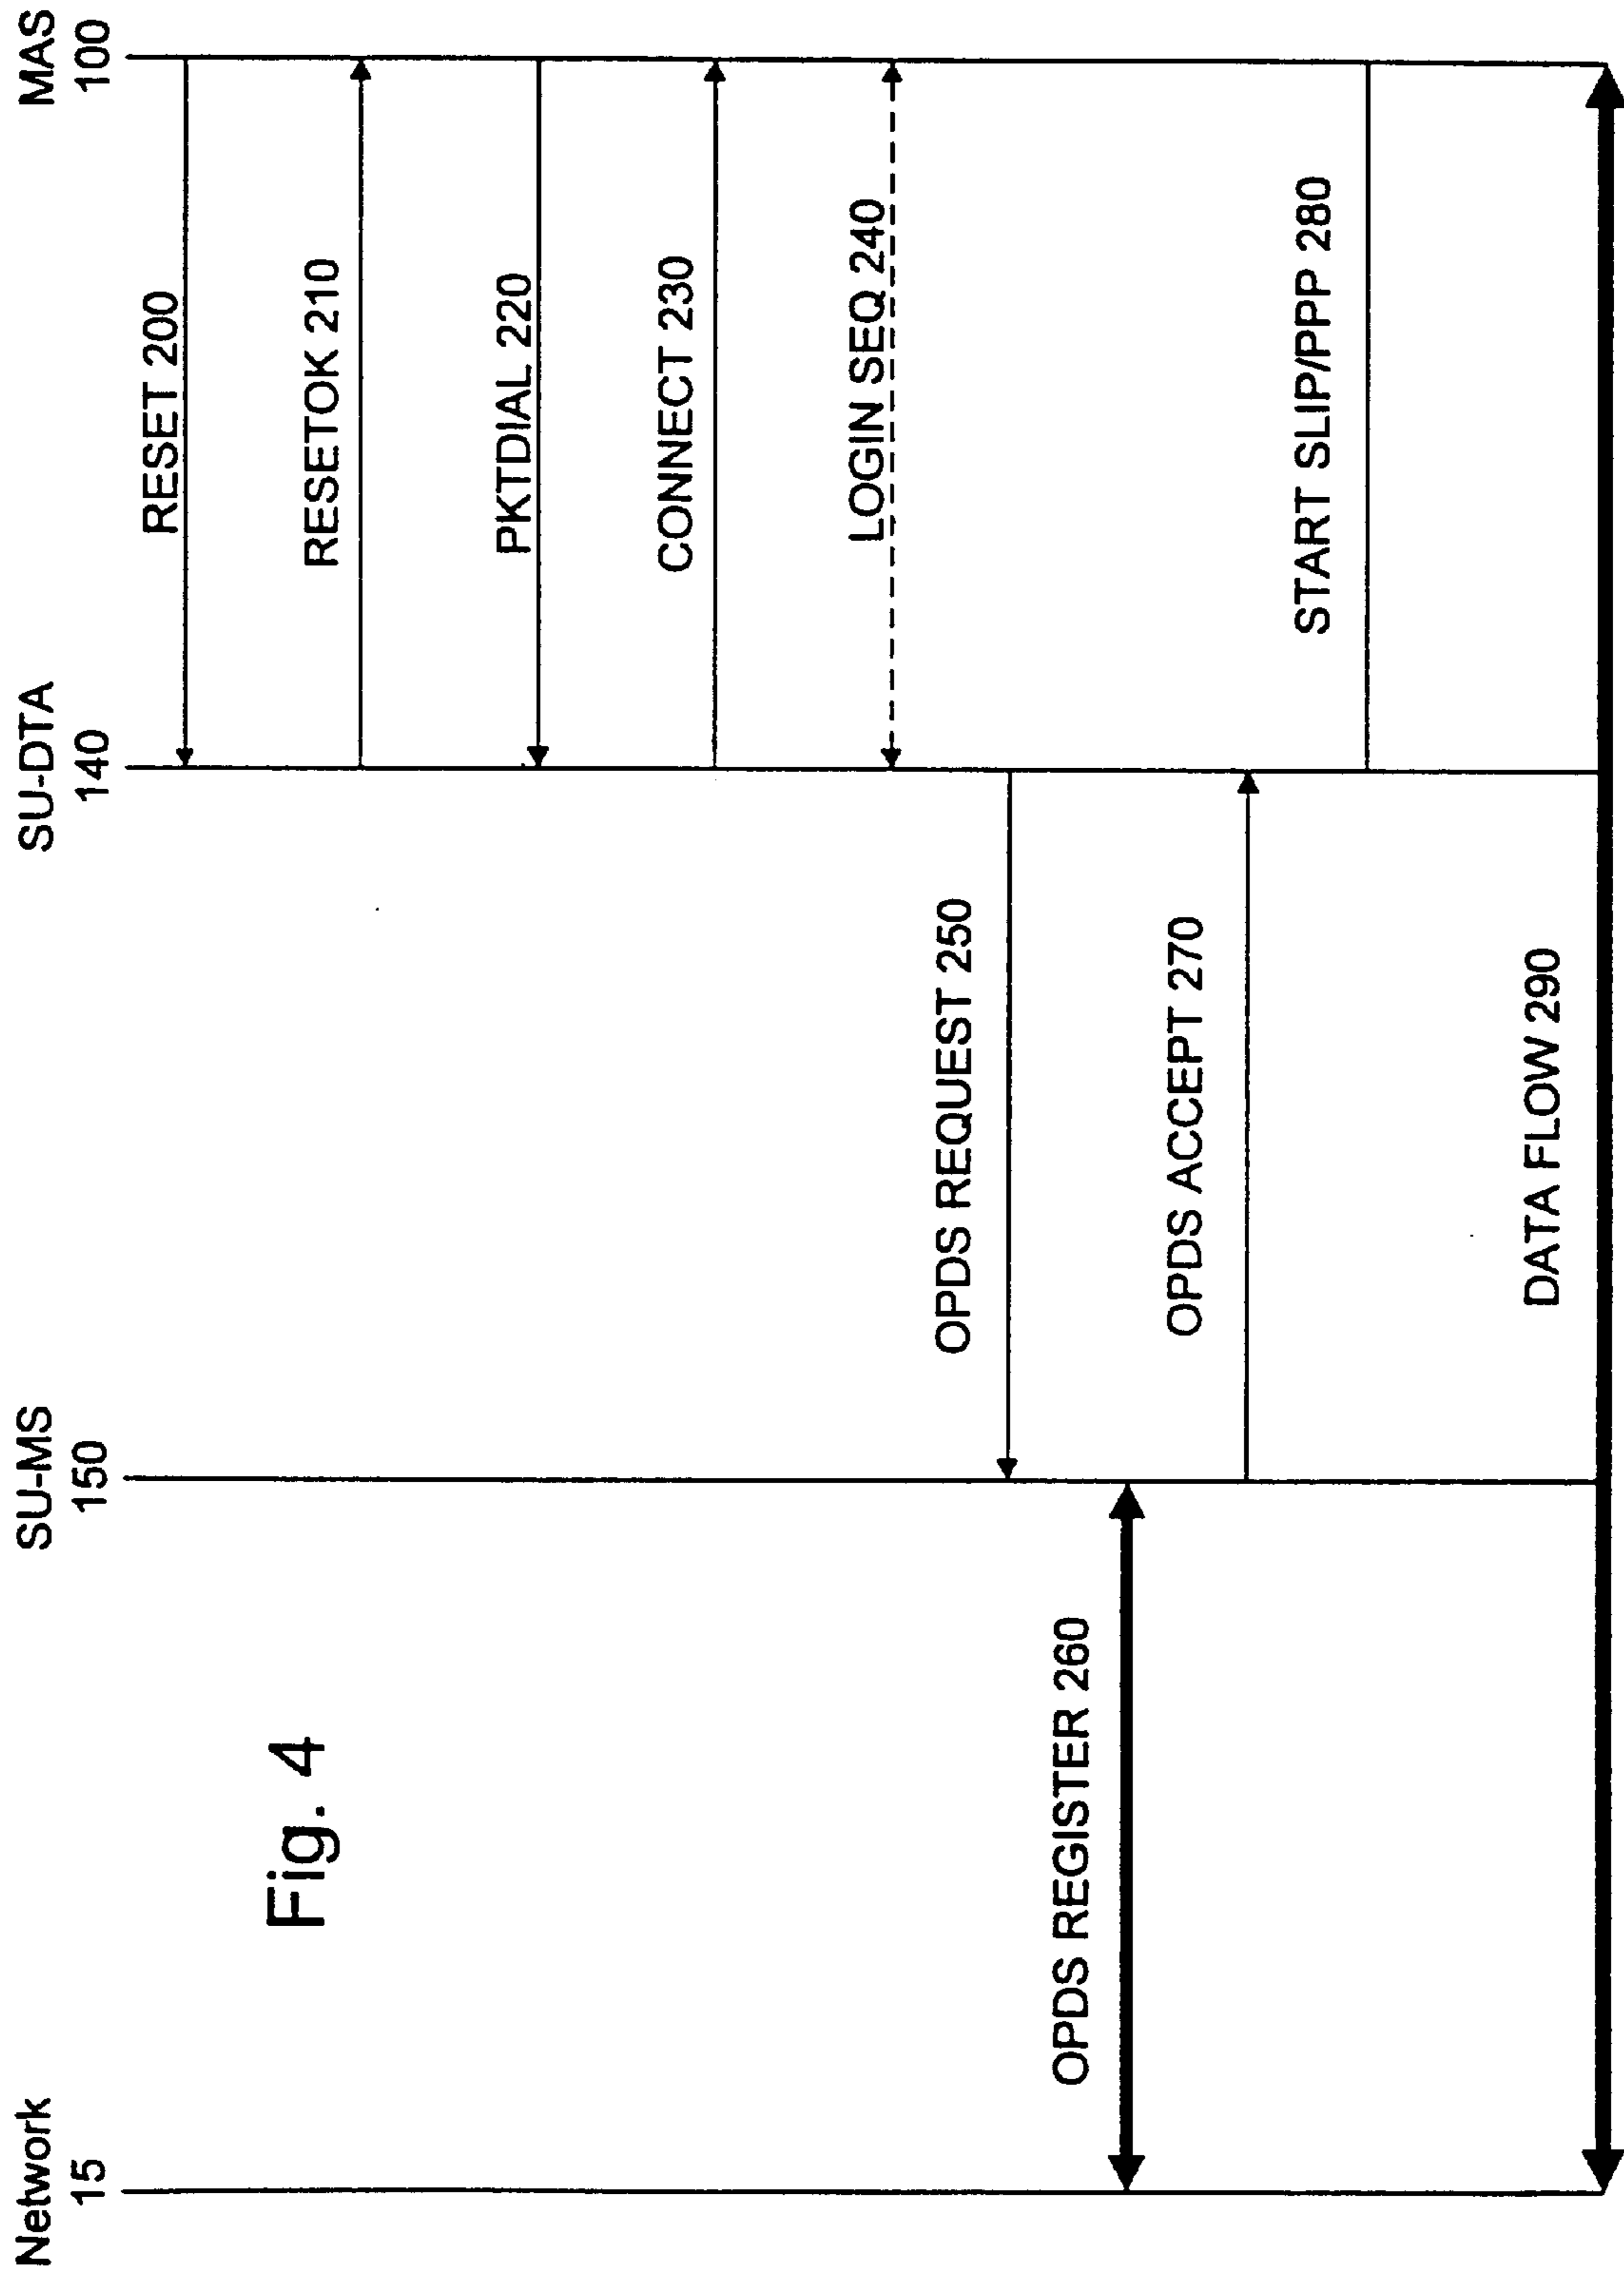 Network
15
SU-MS
150
SU-DTA
140
MAS
100
RESET 200
RESETOK 210
Fig. 4
PKTDIAL 220
CONNECT 230
LOGIN SEQ 240
OPDS REQUEST 250
OPDS REGISTER 260
OPDS ACCEPT 270
START SLIP/PPP 280
DATA FLOW 290